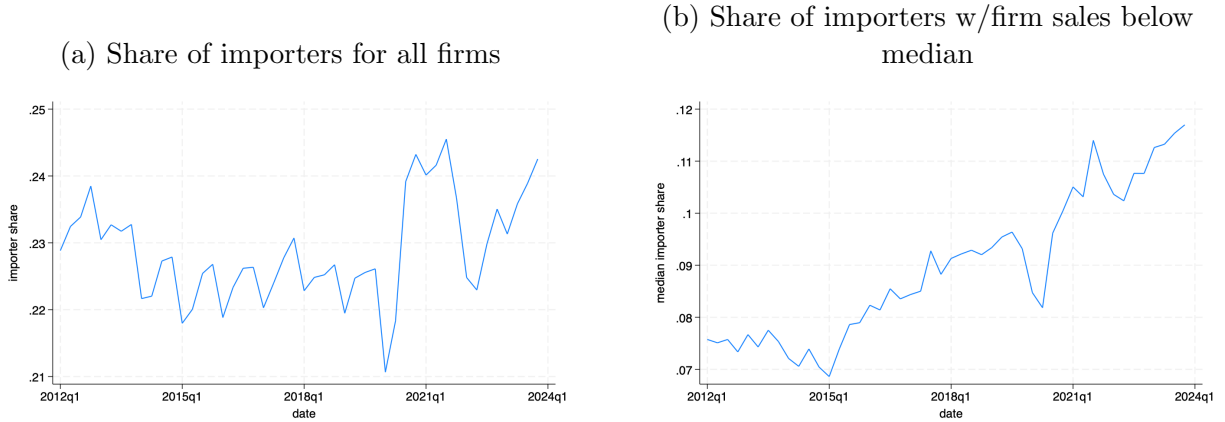 (a) Share of importers for all firms
.25
.24
.23
.22
.21
importer share
2012q1 2015q1 2018q1 2021q1 2024q1
date
(b) Share of importers w/firm sales below
median
.12
.11
.1
.09
.08
.07
median importer share
2012q1 2015q1 2018q1 2021q1 2024q1
date